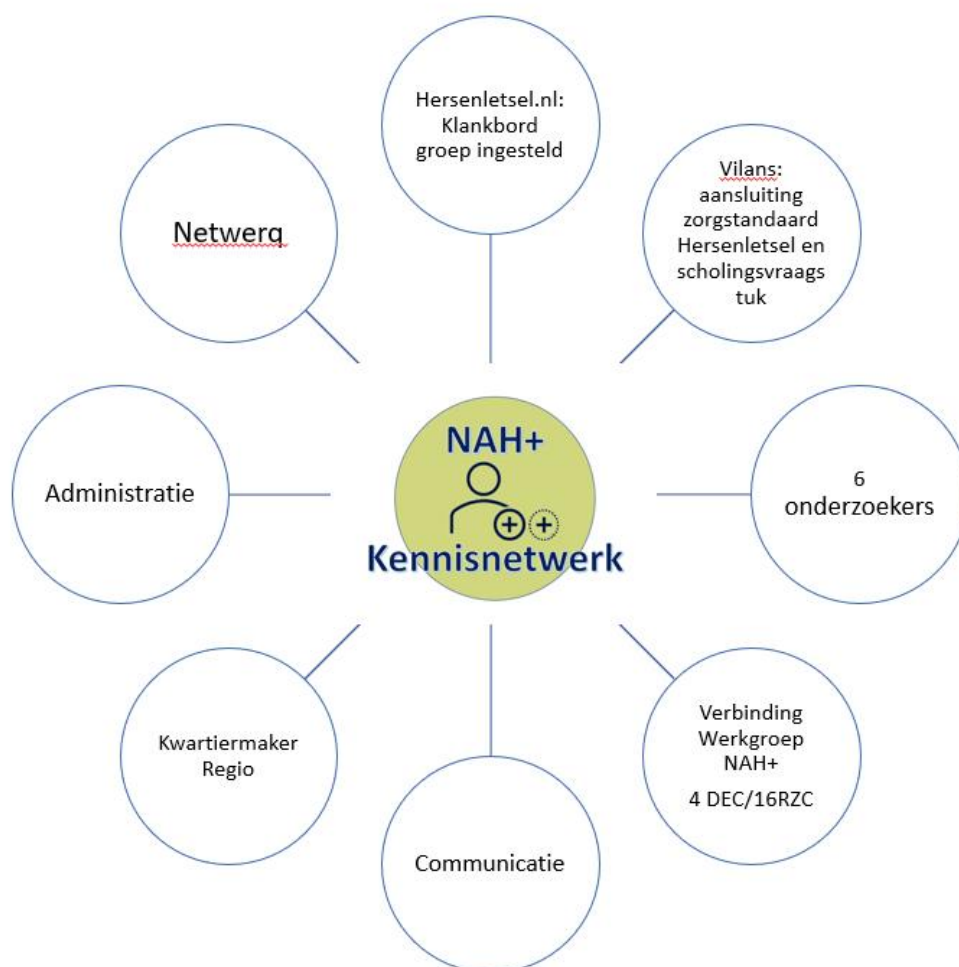 Hersenletsel.nl:
Klankbord
groep ingesteld
Vilans:
aansluiting
zorgstandaard
Hersenletsel en
scholingsvraags
tuk
6
onderzoekers
Verbinding
Werkgroep
NAH+
4 DEC/16RZC
Communicatie
Kwartiermaker
Regio
Administratie
Netwerq
NAH+
Kennisnetwerk